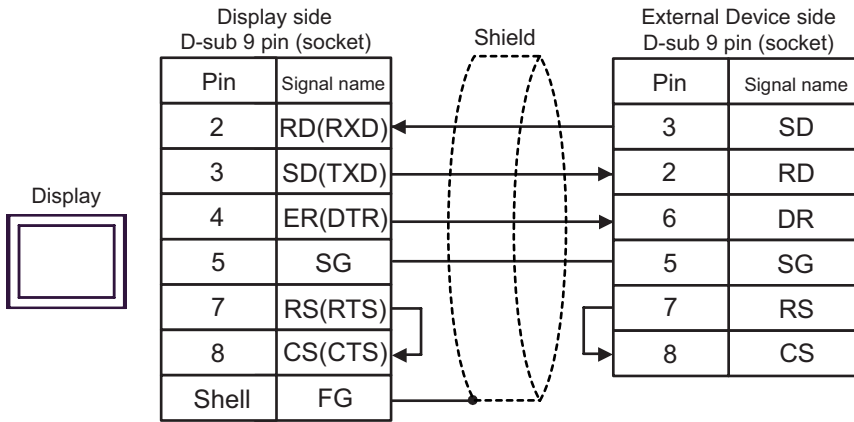 Display side
D-sub 9 pin (socket)
Shield
External Device side
D-sub 9 pin (socket)
Pin Signal name Pin Signal name
2 RD(RXD) 3 SD
3 SD(TXD) 2 RD
Display
4 ER(DTR) 6 DR
5 SG 5 SG
7 RS(RTS) 7 RS
8 CS(CTS) 8 CS
Shell FG